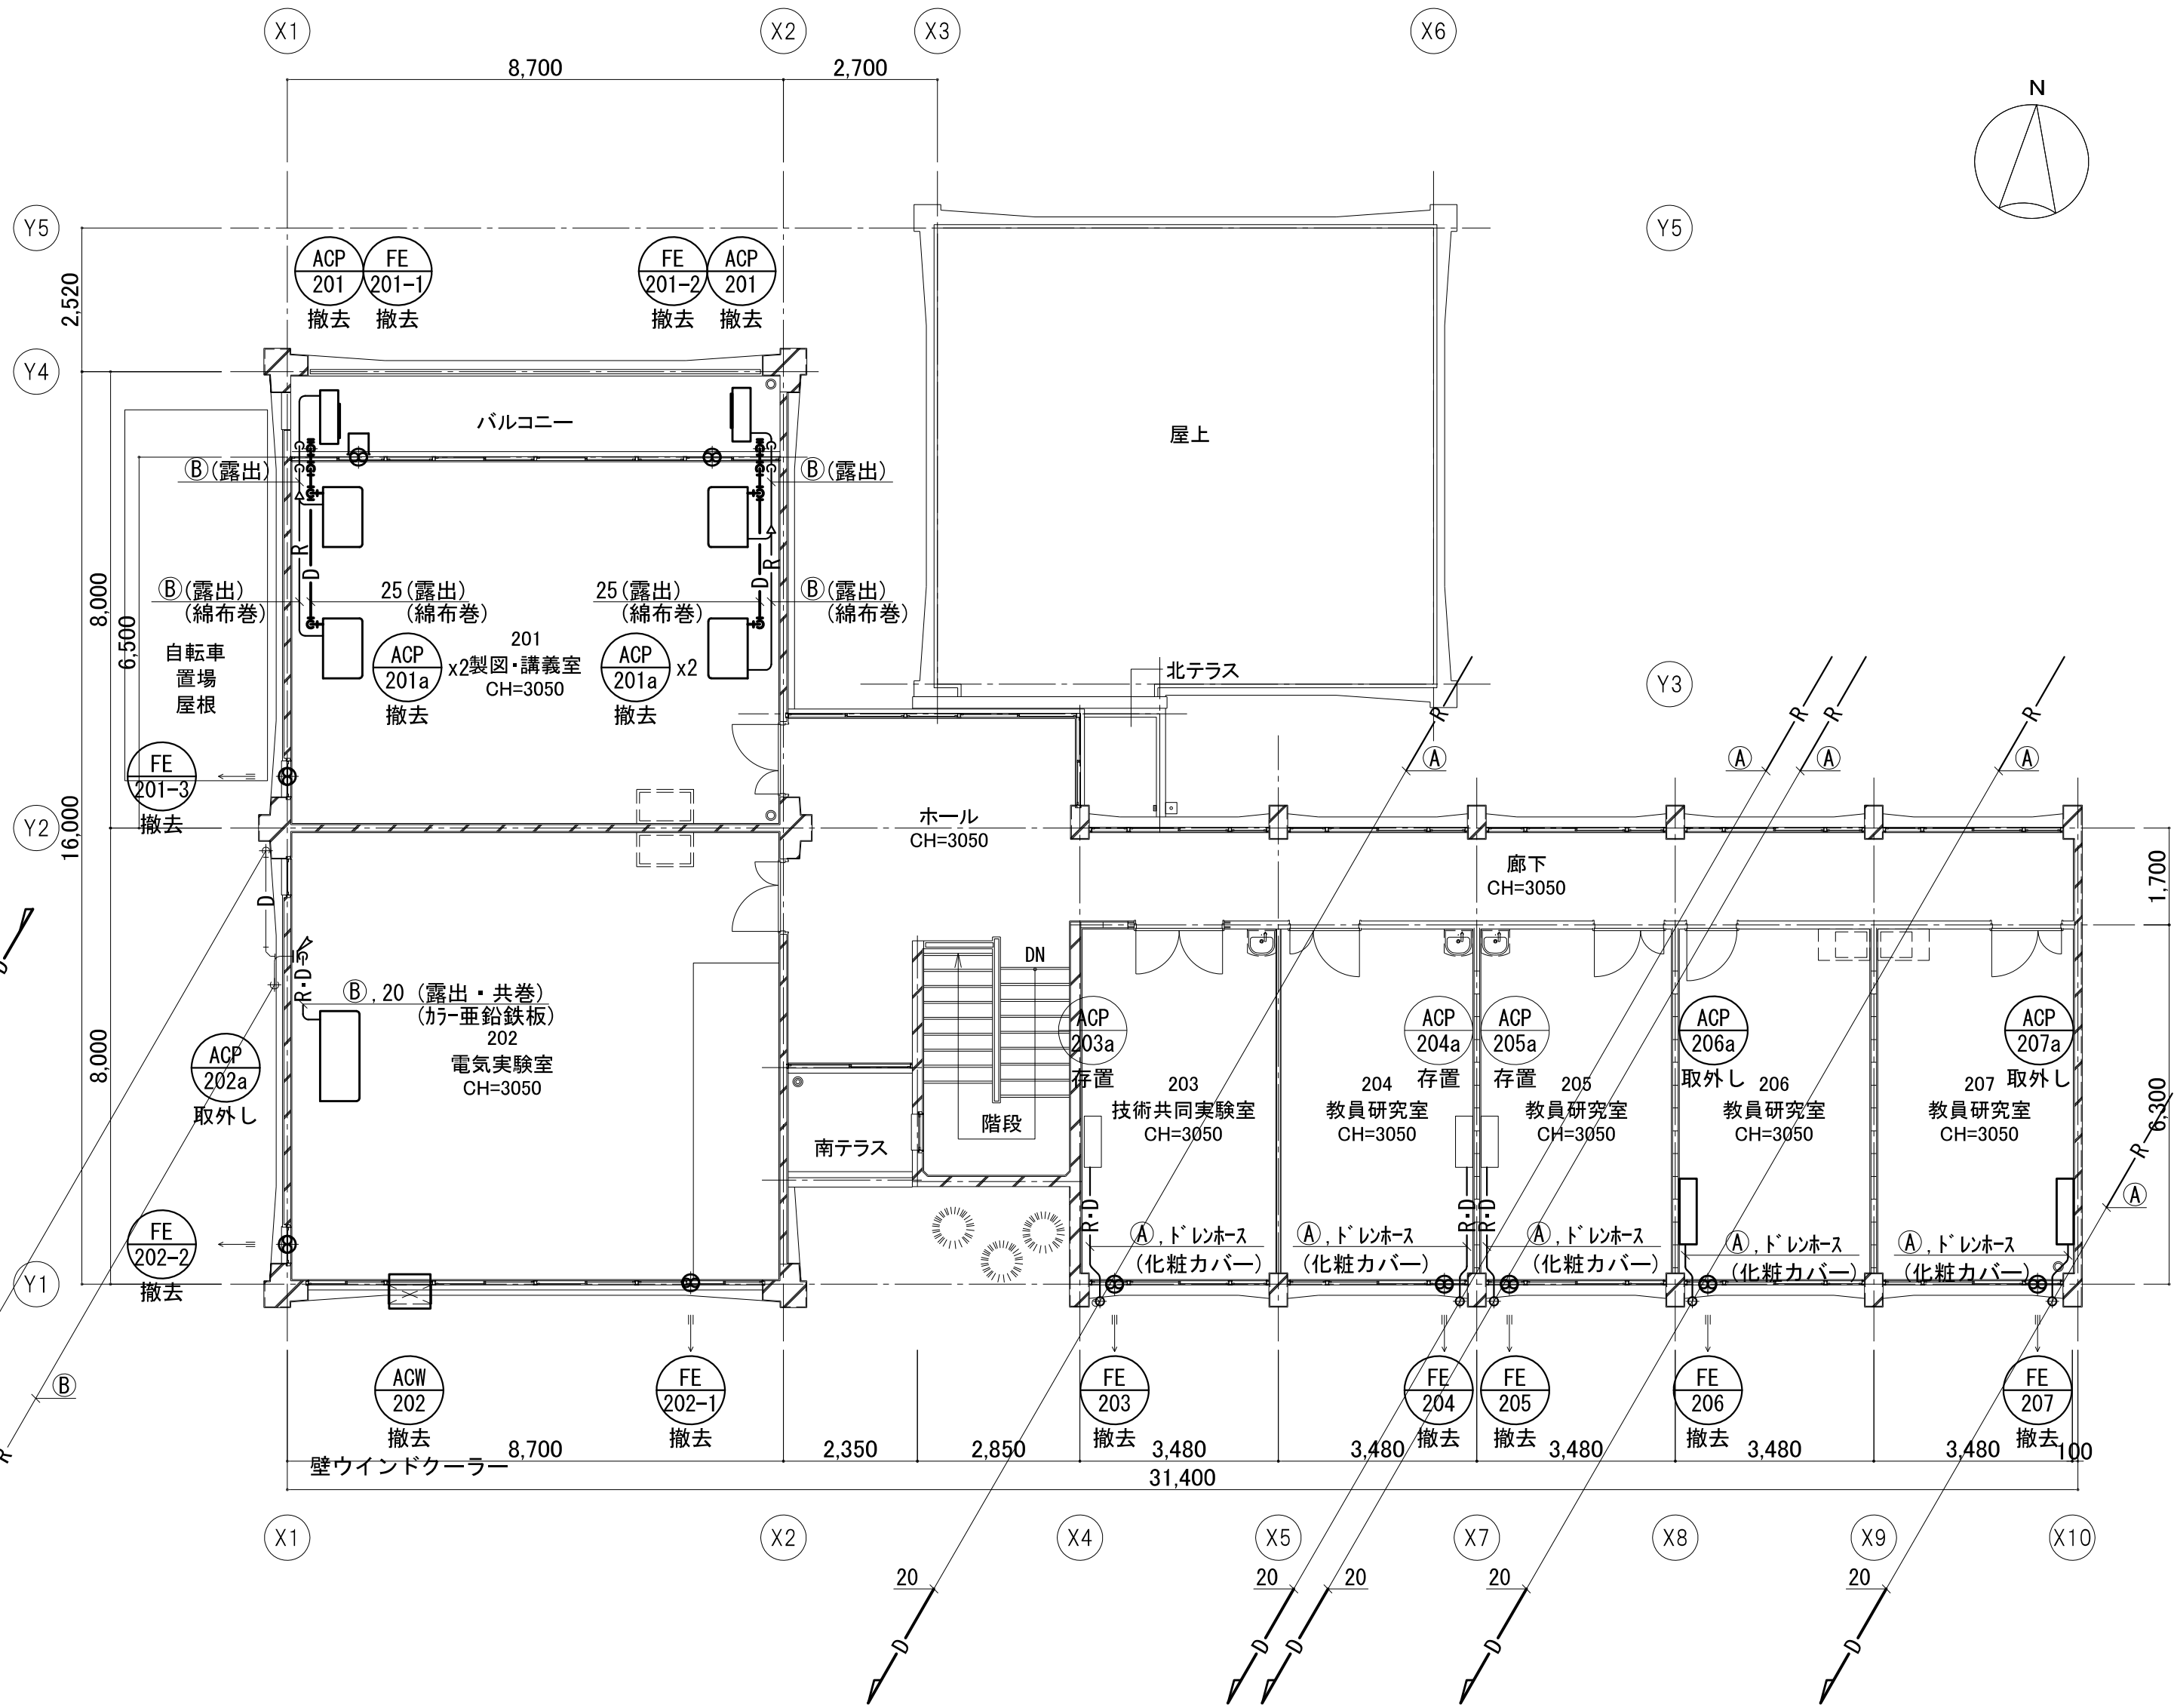 X1
X2
X3
X6
N
8,700
2,700
Y5
Y5
ACP
201
撤去
FE
201-1
撤去
FE
201-2
撤去
ACP
201
撤去
2,520
Y4
バルコニー
屋上
Ⓑ(露出)
Ⓑ(露出)
R
D
D
R
8,000
6,500
16,000
Ⓑ(露出)
(綿布巻)
25(露出)
(綿布巻)
25(露出)
(綿布巻)
Ⓑ(露出)
(綿布巻)
自転車
置場
屋根
ACP
201a
x2
撤去
201
製図・講義室
CH=3050
ACP
201a
x2
撤去
北テラス
Y3
R
R
R
R
Ⓐ
Ⓐ
Ⓐ
Ⓐ
FE
201-3
撤去
Y2
ホール
CH=3050
廊下
CH=3050
1,700
D
D
R・D
Ⓑ, 20 (露出・共巻)
(ｶﾗｰ亜鉛鉄板)
202
電気実験室
CH=3050
DN
階段
南テラス
8,000
ACP
202a
取外し
ACP
203a
存置
ACP
204a
存置
ACP
205a
存置
ACP
206a
取外し
ACP
207a
取外し
203
技術共同実験室
CH=3050
204
教員研究室
CH=3050
205
教員研究室
CH=3050
206
教員研究室
CH=3050
207
教員研究室
CH=3050
6,300
R
Ⓐ
R・D
R・D
R・D
Ⓐ, ﾄﾞﾚﾝﾎｰｽ
(化粧カバー)
Ⓐ, ﾄﾞﾚﾝﾎｰｽ
(化粧カバー)
Ⓐ, ﾄﾞﾚﾝﾎｰｽ
(化粧カバー)
Ⓐ, ﾄﾞﾚﾝﾎｰｽ
(化粧カバー)
Ⓐ, ﾄﾞﾚﾝﾎｰｽ
(化粧カバー)
FE
202-2
撤去
Y1
Ⓑ
R
ACW
202
撤去
壁ウインドクーラー
FE
202-1
撤去
FE
203
撤去
FE
204
撤去
FE
205
撤去
FE
206
撤去
FE
207
撤去
8,700
2,350
2,850
3,480
3,480
3,480
3,480
3,480
100
31,400
X1
X2
X4
X5
X7
X8
X9
X10
20
20
20
20
20
D
D
D
D
D